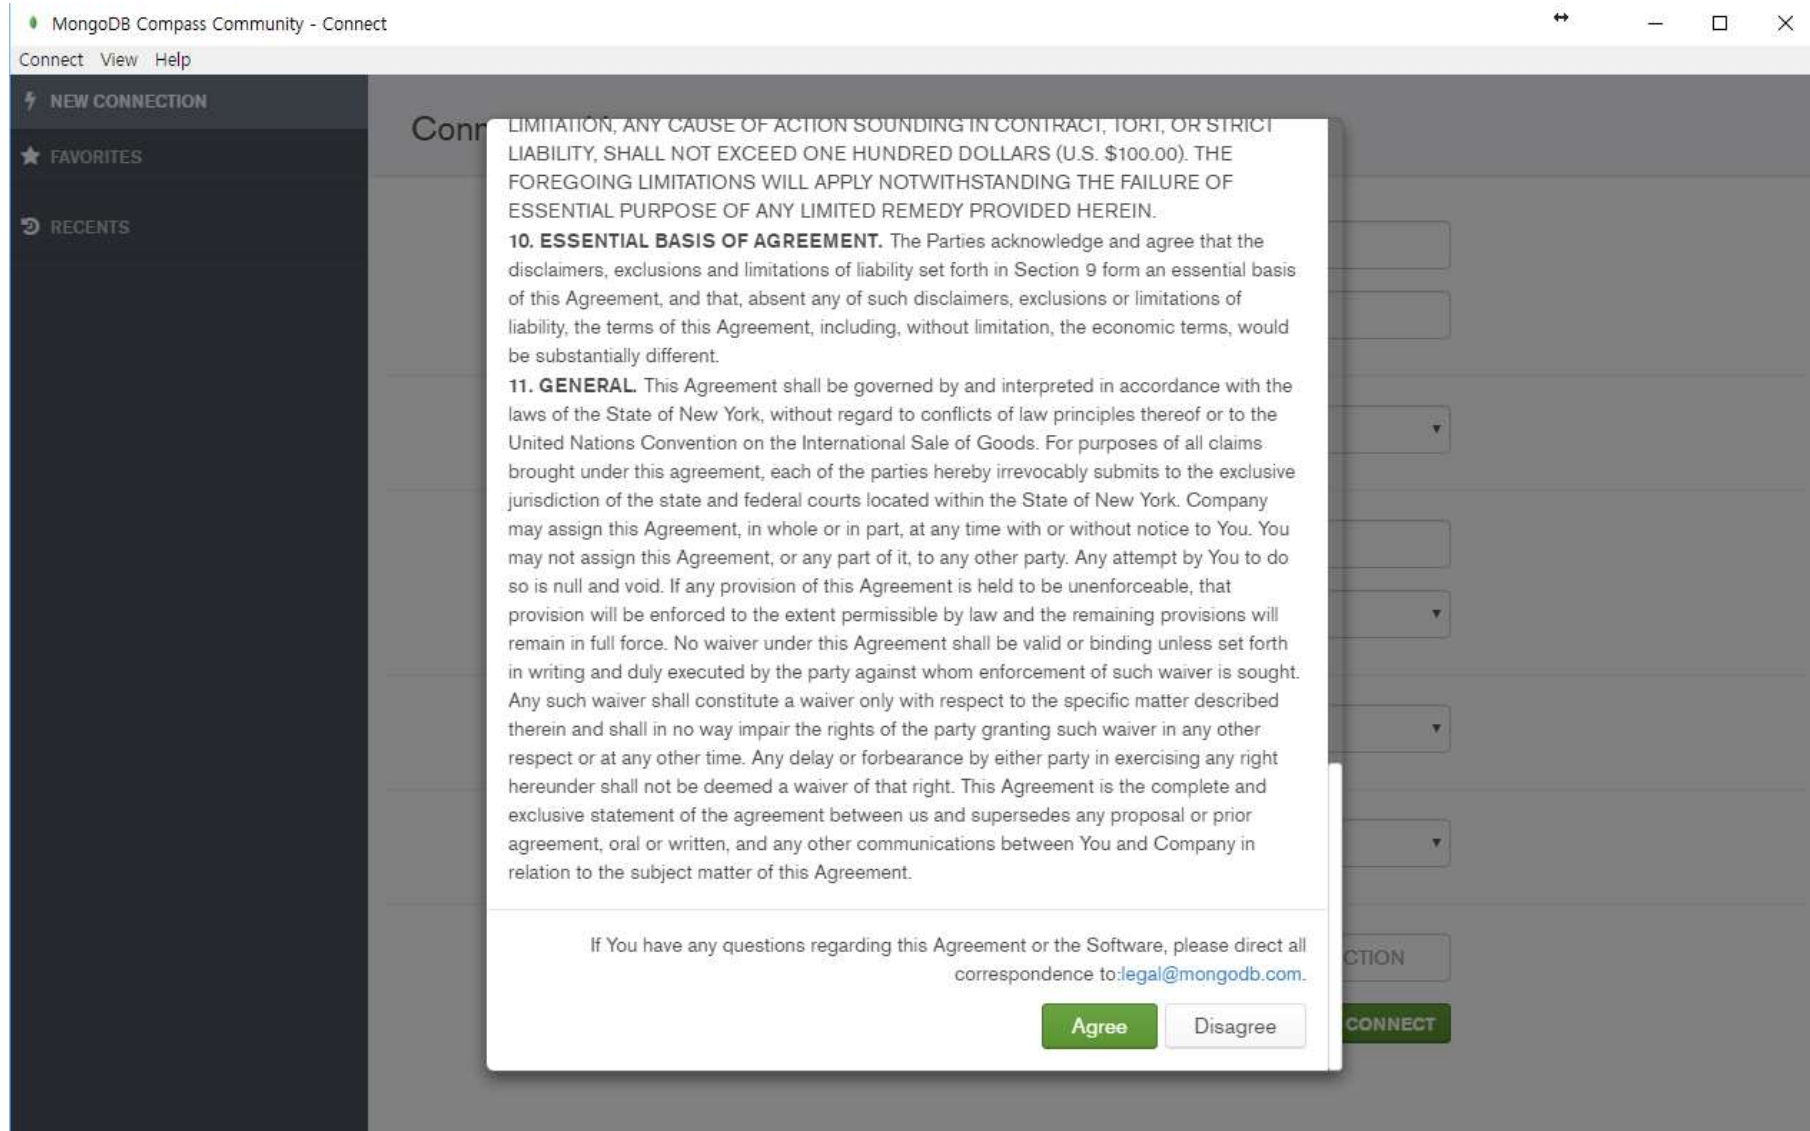 MongoDB Compass Community - Connect
Connect View Help
NEW CONNECTION
FAVORITES
RECENTS
Conn
LIMITATION, ANY CAUSE OF ACTION SOUNDING IN CONTRACT, TORT, OR STRICT
LIABILITY, SHALL NOT EXCEED ONE HUNDRED DOLLARS (U.S. $100.00). THE
FOREGOING LIMITATIONS WILL APPLY NOTWITHSTANDING THE FAILURE OF
ESSENTIAL PURPOSE OF ANY LIMITED REMEDY PROVIDED HEREIN.
10. ESSENTIAL BASIS OF AGREEMENT. The Parties acknowledge and agree that the
disclaimers, exclusions and limitations of liability set forth in Section 9 form an essential basis
of this Agreement, and that, absent any of such disclaimers, exclusions or limitations of
liability, the terms of this Agreement, including, without limitation, the economic terms, would
be substantially different.
11. GENERAL. This Agreement shall be governed by and interpreted in accordance with the
laws of the State of New York, without regard to conflicts of law principles thereof or to the
United Nations Convention on the International Sale of Goods. For purposes of all claims
brought under this agreement, each of the parties hereby irrevocably submits to the exclusive
jurisdiction of the state and federal courts located within the State of New York. Company
may assign this Agreement, in whole or in part, at any time with or without notice to You. You
may not assign this Agreement, or any part of it, to any other party. Any attempt by You to do
so is null and void. If any provision of this Agreement is held to be unenforceable, that
provision will be enforced to the extent permissible by law and the remaining provisions will
remain in full force. No waiver under this Agreement shall be valid or binding unless set forth
in writing and duly executed by the party against whom enforcement of such waiver is sought.
Any such waiver shall constitute a waiver only with respect to the specific matter described
therein and shall in no way impair the rights of the party granting such waiver in any other
respect or at any other time. Any delay or forbearance by either party in exercising any right
hereunder shall not be deemed a waiver of that right. This Agreement is the complete and
exclusive statement of the agreement between us and supersedes any proposal or prior
agreement, oral or written, and any other communications between You and Company in
relation to the subject matter of this Agreement.
If You have any questions regarding this Agreement or the Software, please direct all
correspondence to:legal@mongodb.com.
CTION
Agree Disagree CONNECT